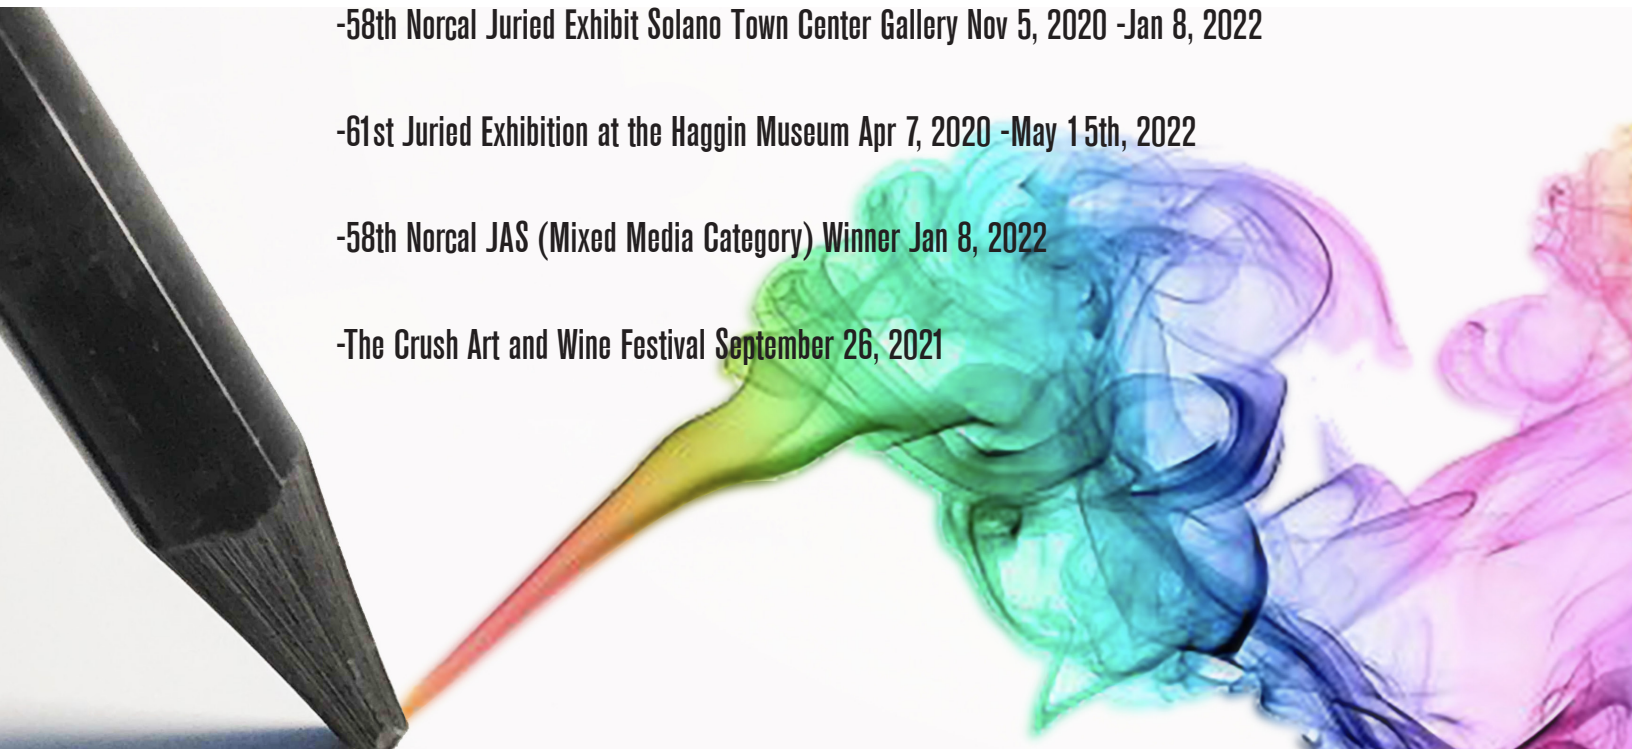 -58th Norcal Juried Exhibit Solano Town Center Gallery Nov 5, 2020 -Jan 8, 2022
-61st Juried Exhibition at the Haggin Museum Apr 7, 2020 -May 15th, 2022
-58th Norcal JAS (Mixed Media Category) Winner Jan 8, 2022
-The Crush Art and Wine Festival September 26, 2021